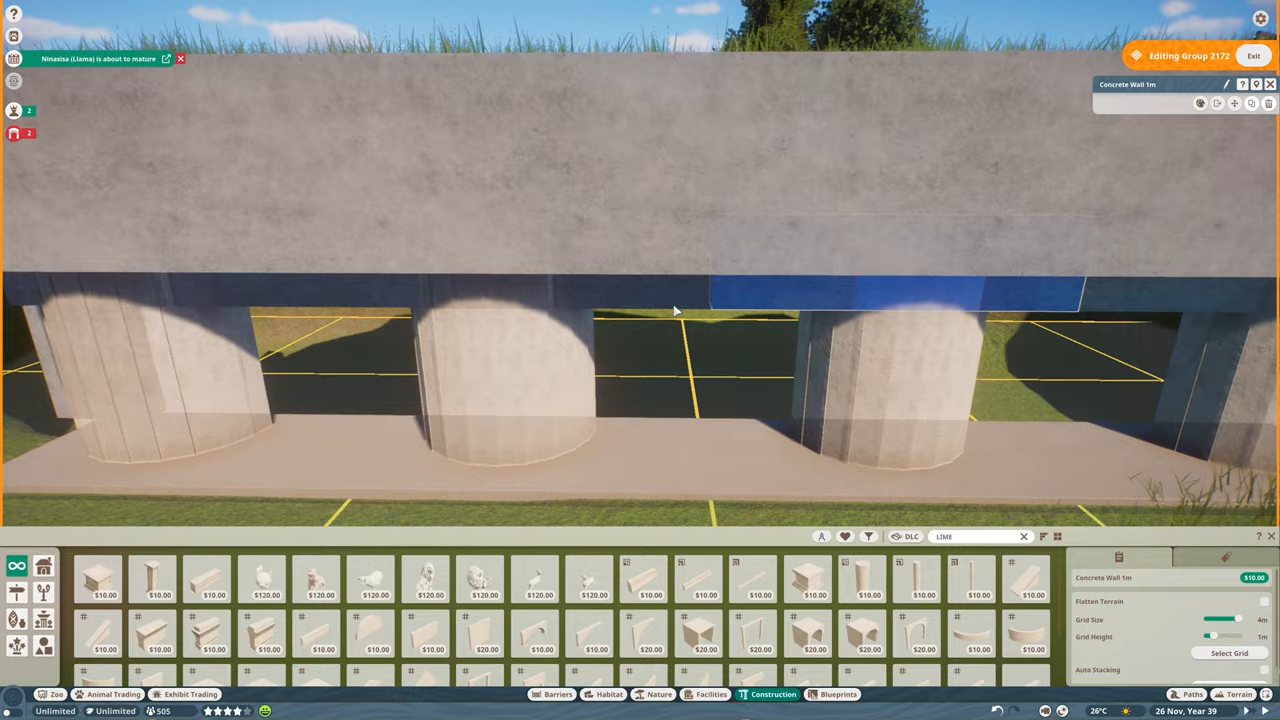 Ninasisa (Llama) is about to mature
2
2
Editing Group 2172
Exit
Concrete Wall 1m
DLC
LIME
$10.00 $10.00 $10.00 $120.00 $120.00 $120.00 $120.00 $120.00 $120.00 $120.00 $10.00 $10.00 $10.00 $10.00 $10.00 $10.00 $10.00 $10.00
$10.00 $10.00 $10.00 $10.00 $10.00 $10.00 $10.00 $20.00 $10.00 $10.00 $10.00 $20.00 $20.00 $20.00 $20.00 $20.00 $10.00 $10.00
Concrete Wall 1m $10.00
Flatten Terrain
Grid Size 4m
Grid Height 1m
Select Grid
Auto Stacking
Zoo Animal Trading Exhibit Trading Barriers Habitat Nature Facilities Construction Blueprints Paths Terrain
Unlimited Unlimited 505 26°C 26 Nov, Year 39